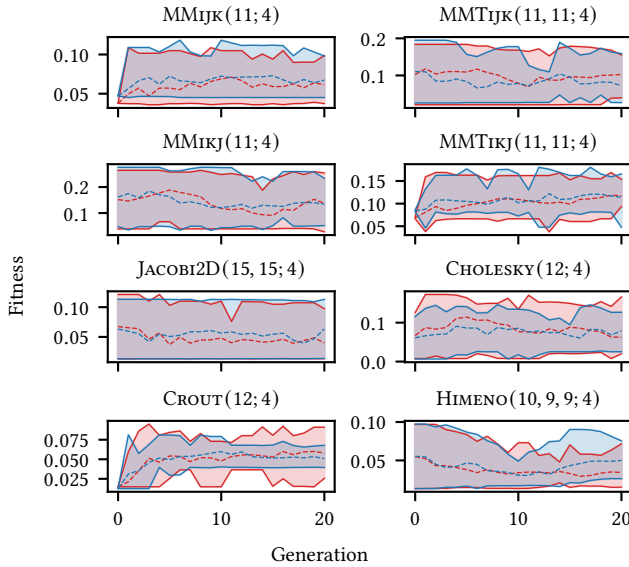 MMIJK(11; 4)
MMTIJK(11, 11; 4)
0.10
0.05
0.2
0.1
MMIKJ(11; 4)
MMTIKJ(11, 11; 4)
0.2
0.1
0.15
0.10
0.05
JACOBI2D(15, 15; 4)
CHOLESKY(12; 4)
0.10
0.05
0.1
0.0
Fitness
CROUT(12; 4)
HIMENO(10, 9, 9; 4)
0.075
0.050
0.025
0.10
0.05
0 10 20
0 10 20
Generation